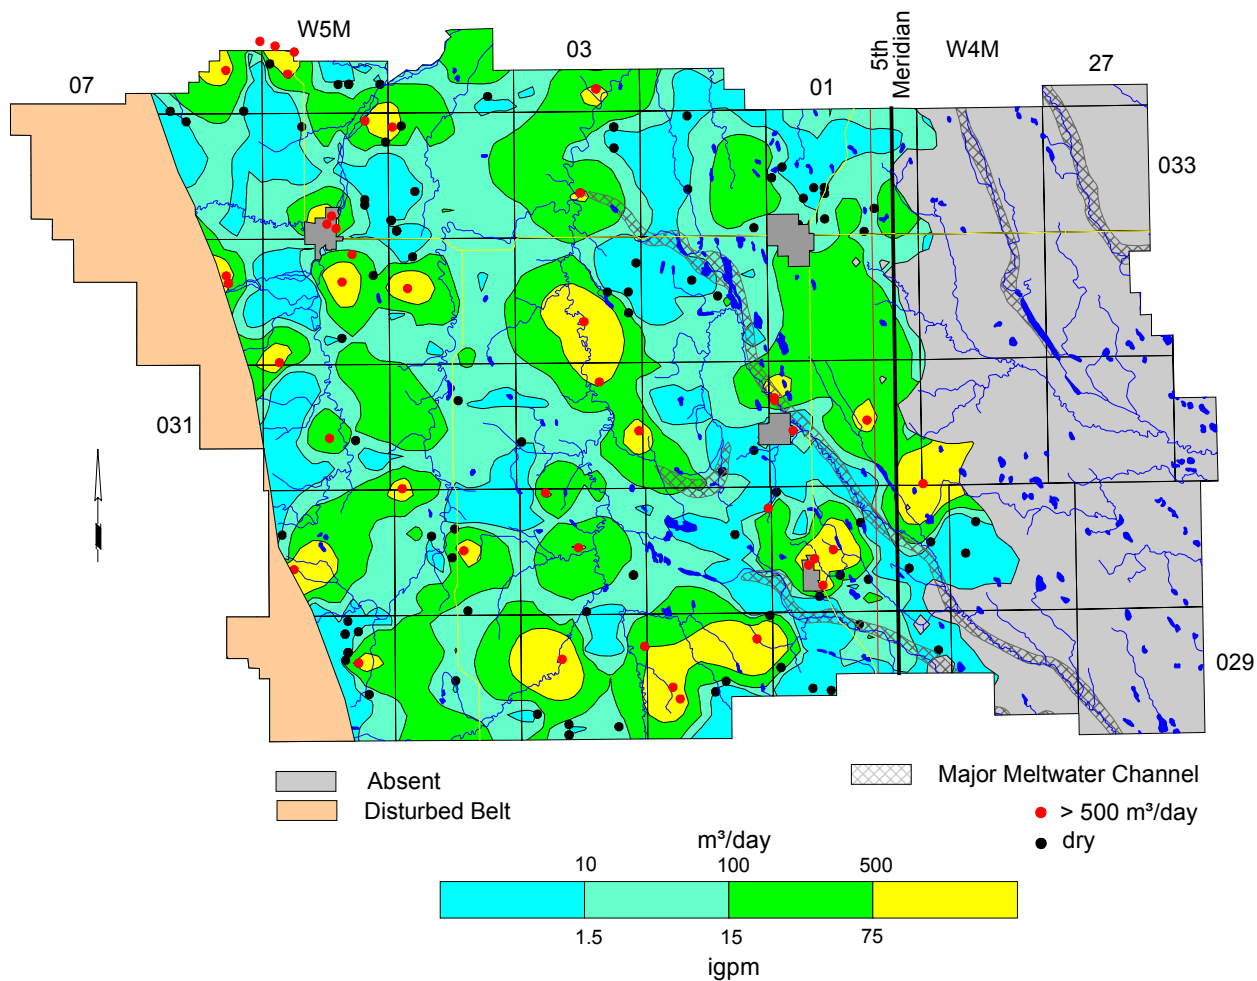 W5M
03
5th
Meridian
W4M
27
07
01
033
031
029
Absent
Disturbed Belt
Major Meltwater Channel
> 500 m³/day
dry
m³/day
10 100 500
1.5 15 75
igpm